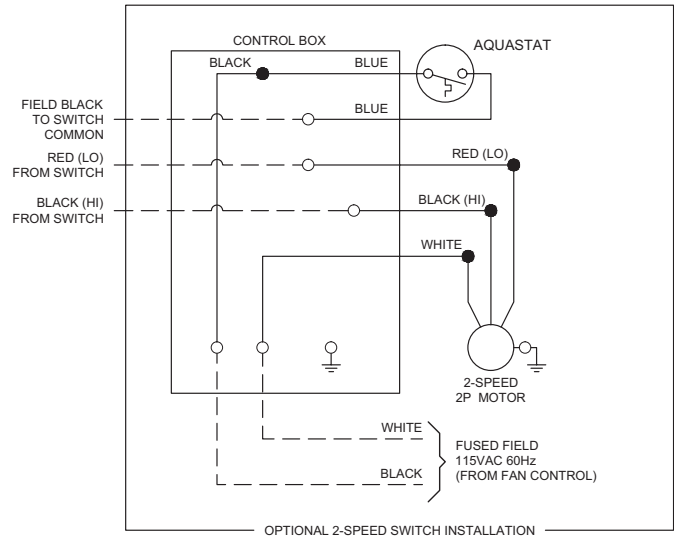 CONTROL BOX
AQUASTAT
BLACK
BLUE
FIELD BLACK
TO SWITCH
COMMON
BLUE
RED (LO)
FROM SWITCH
RED (LO)
BLACK (HI)
FROM SWITCH
BLACK (HI)
WHITE
2-SPEED
2P MOTOR
WHITE
BLACK
FUSED FIELD
115VAC 60Hz
(FROM FAN CONTROL)
OPTIONAL 2-SPEED SWITCH INSTALLATION